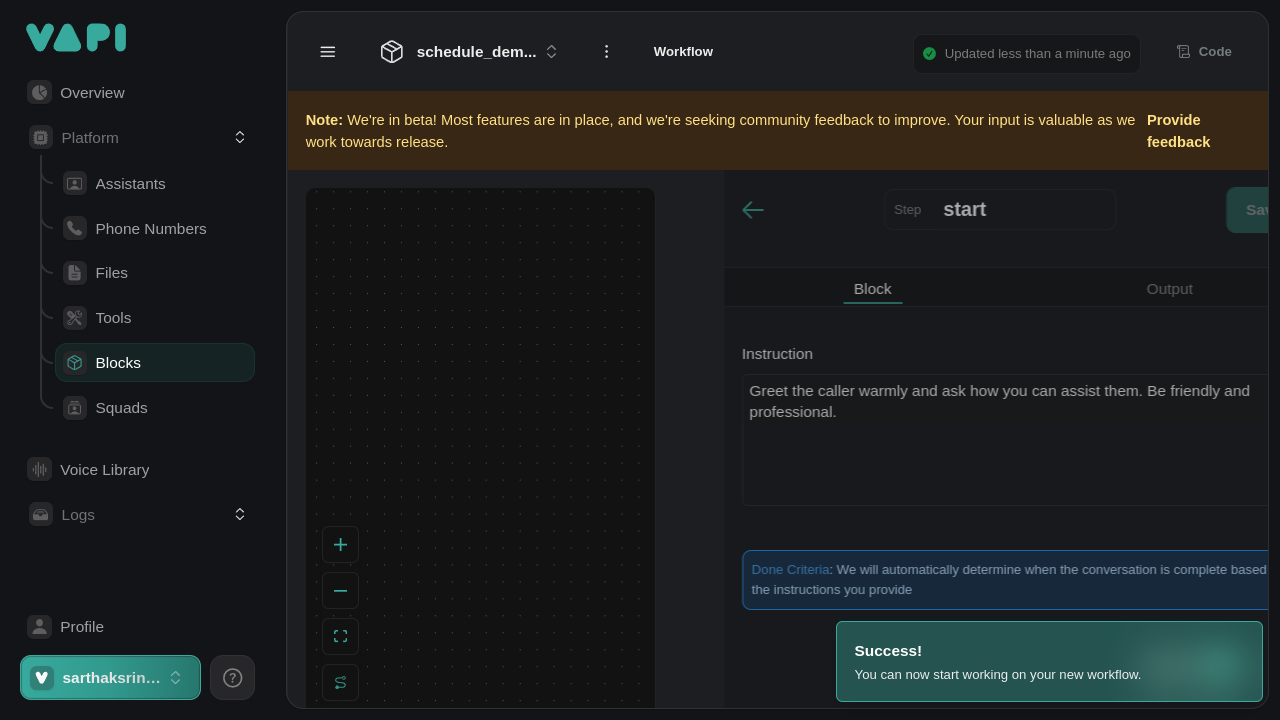 VAPI
Overview
Platform
Assistants
Phone Numbers
Files
Tools
Blocks
Squads
Voice Library
Logs
Profile
sarthaksrin...
schedule_dem...
Workflow
Updated less than a minute ago
Code
Note: We're in beta! Most features are in place, and we're seeking community feedback to improve. Your input is valuable as we
work towards release.
Provide
feedback
Step
start
Sav
Block
Output
Instruction
Greet the caller warmly and ask how you can assist them. Be friendly and
professional.
Done Criteria: We will automatically determine when the conversation is complete based
the instructions you provide
Success!
You can now start working on your new workflow.